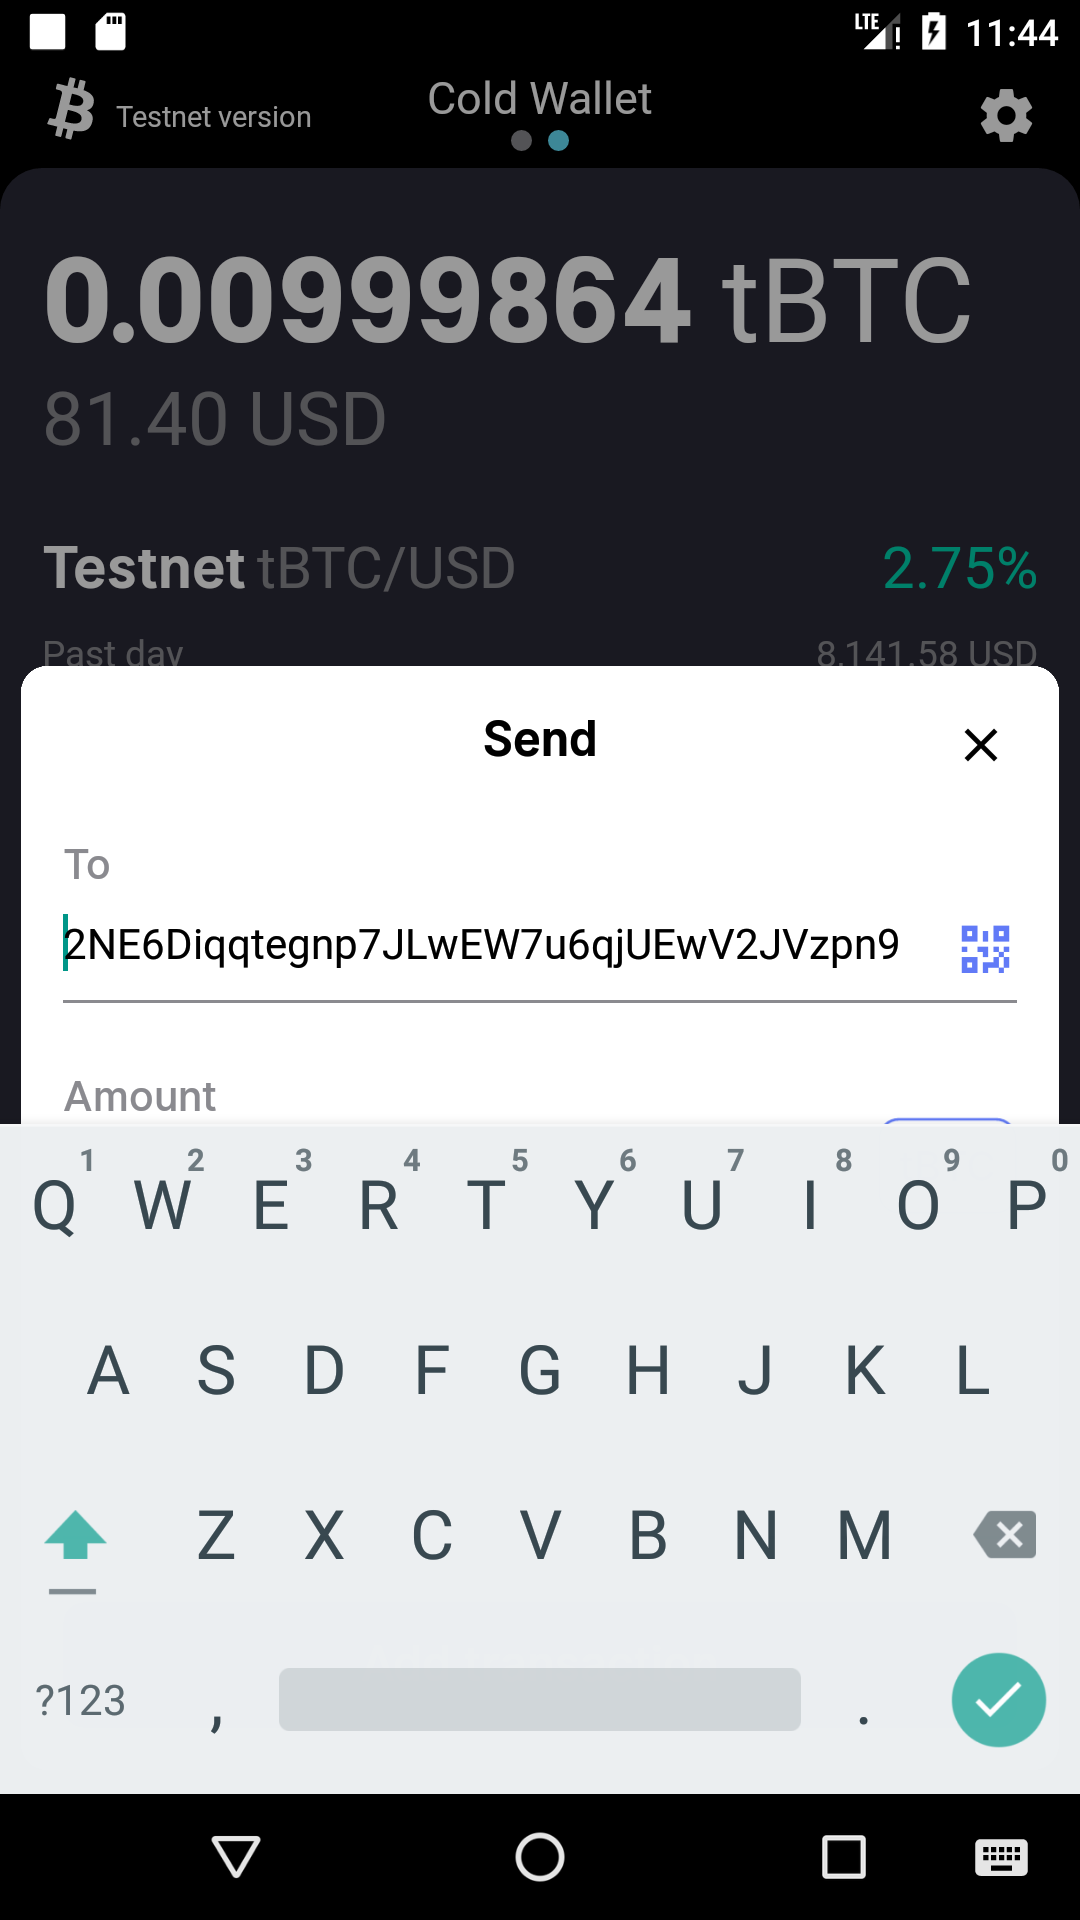 LTE 11:44
Testnet version Cold Wallet
0.00999864 tBTC
81.40 USD
Testnet tBTC/USD 2.75%
Past day 8,141.58 USD
Send
To
2NE6Diqqtegnp7JLwEW7u6qjUEwV2JVzpn9
Amount
1 2 3 4 5 6 7 8 9 0
Q W E R T Y U I O P
A S D F G H J K L
Z X C V B N M
?123 , .